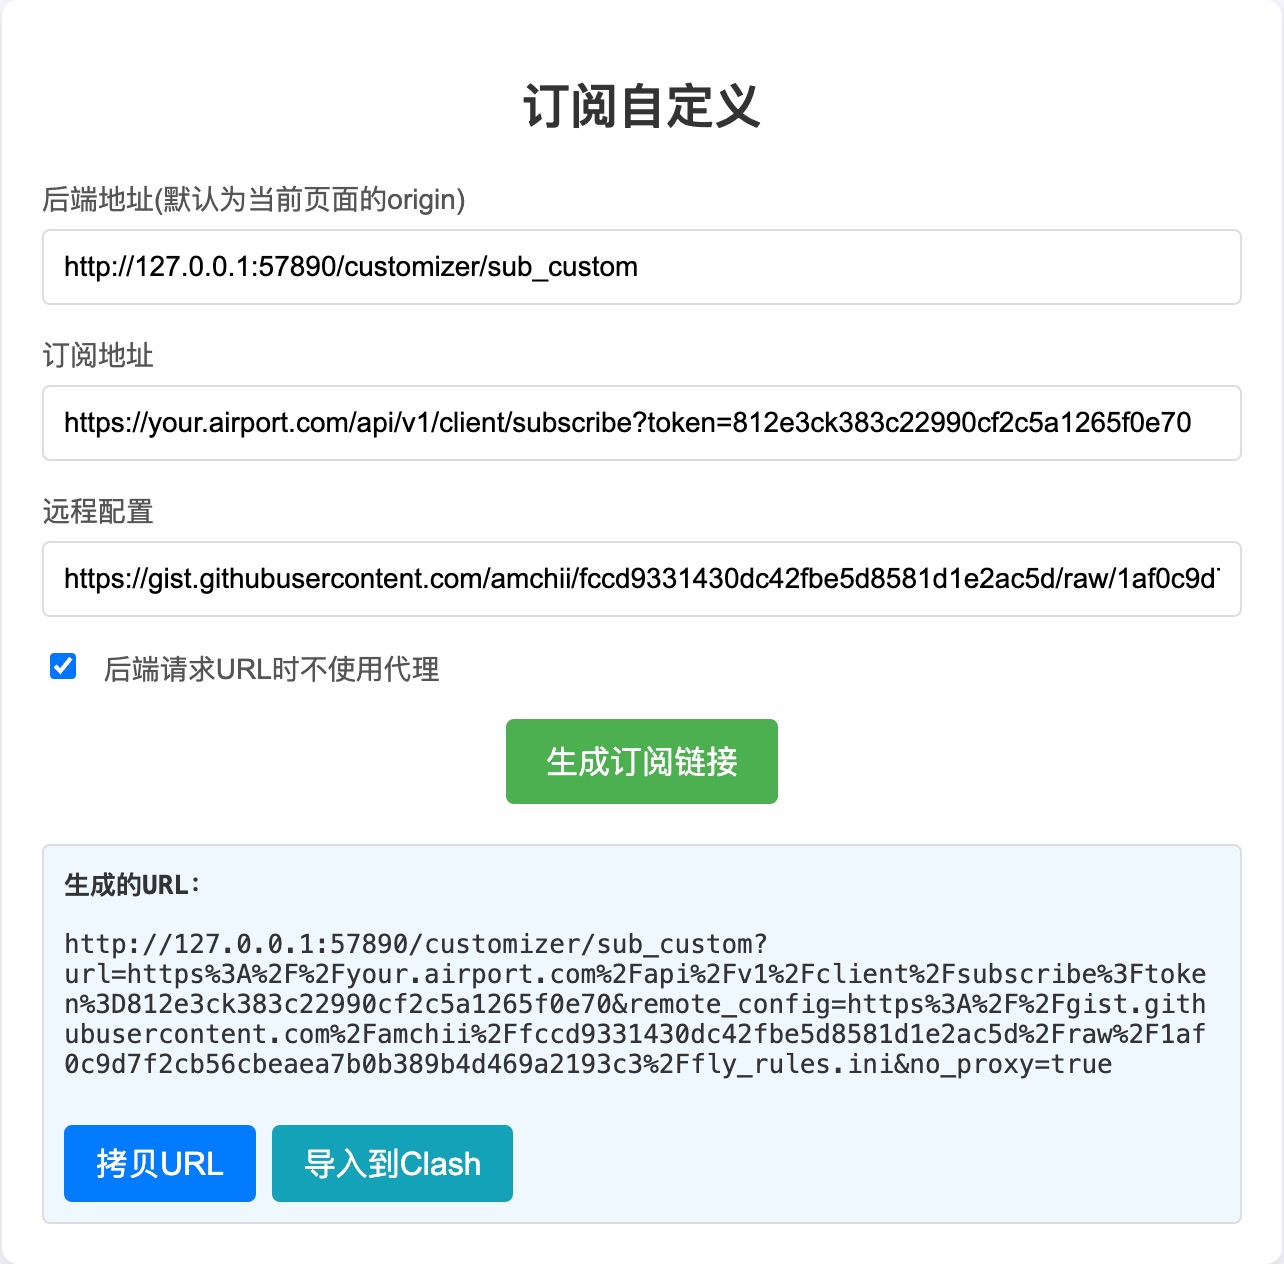 订阅自定义
后端地址(默认为当前页面的origin)
http://127.0.0.1:57890/customizer/sub_custom
订阅地址
https://your.airport.com/api/v1/client/subscribe?token=812e3ck383c22990cf2c5a1265f0e70
远程配置
https://gist.githubusercontent.com/amchii/fccd9331430dc42fbe5d8581d1e2ac5d/raw/1af0c9d
后端请求URL时不使用代理
生成订阅链接
生成的URL:
http://127.0.0.1:57890/customizer/sub_custom?
url=https%3A%2F%2Fyour.airport.com%2Fapi%2Fv1%2Fclient%2Fsubscribe%3Ftoke
n%3D812e3ck383c22990cf2c5a1265f0e70&remote_config=https%3A%2F%2Fgist.gith
ubusercontent.com%2Famchii%2Ffccd9331430dc42fbe5d8581d1e2ac5d%2Fraw%2F1af
0c9d7f2cb56cbeaea7b0b389b4d469a2193c3%2Ffly_rules.ini&no_proxy=true
拷贝URL
导入到Clash